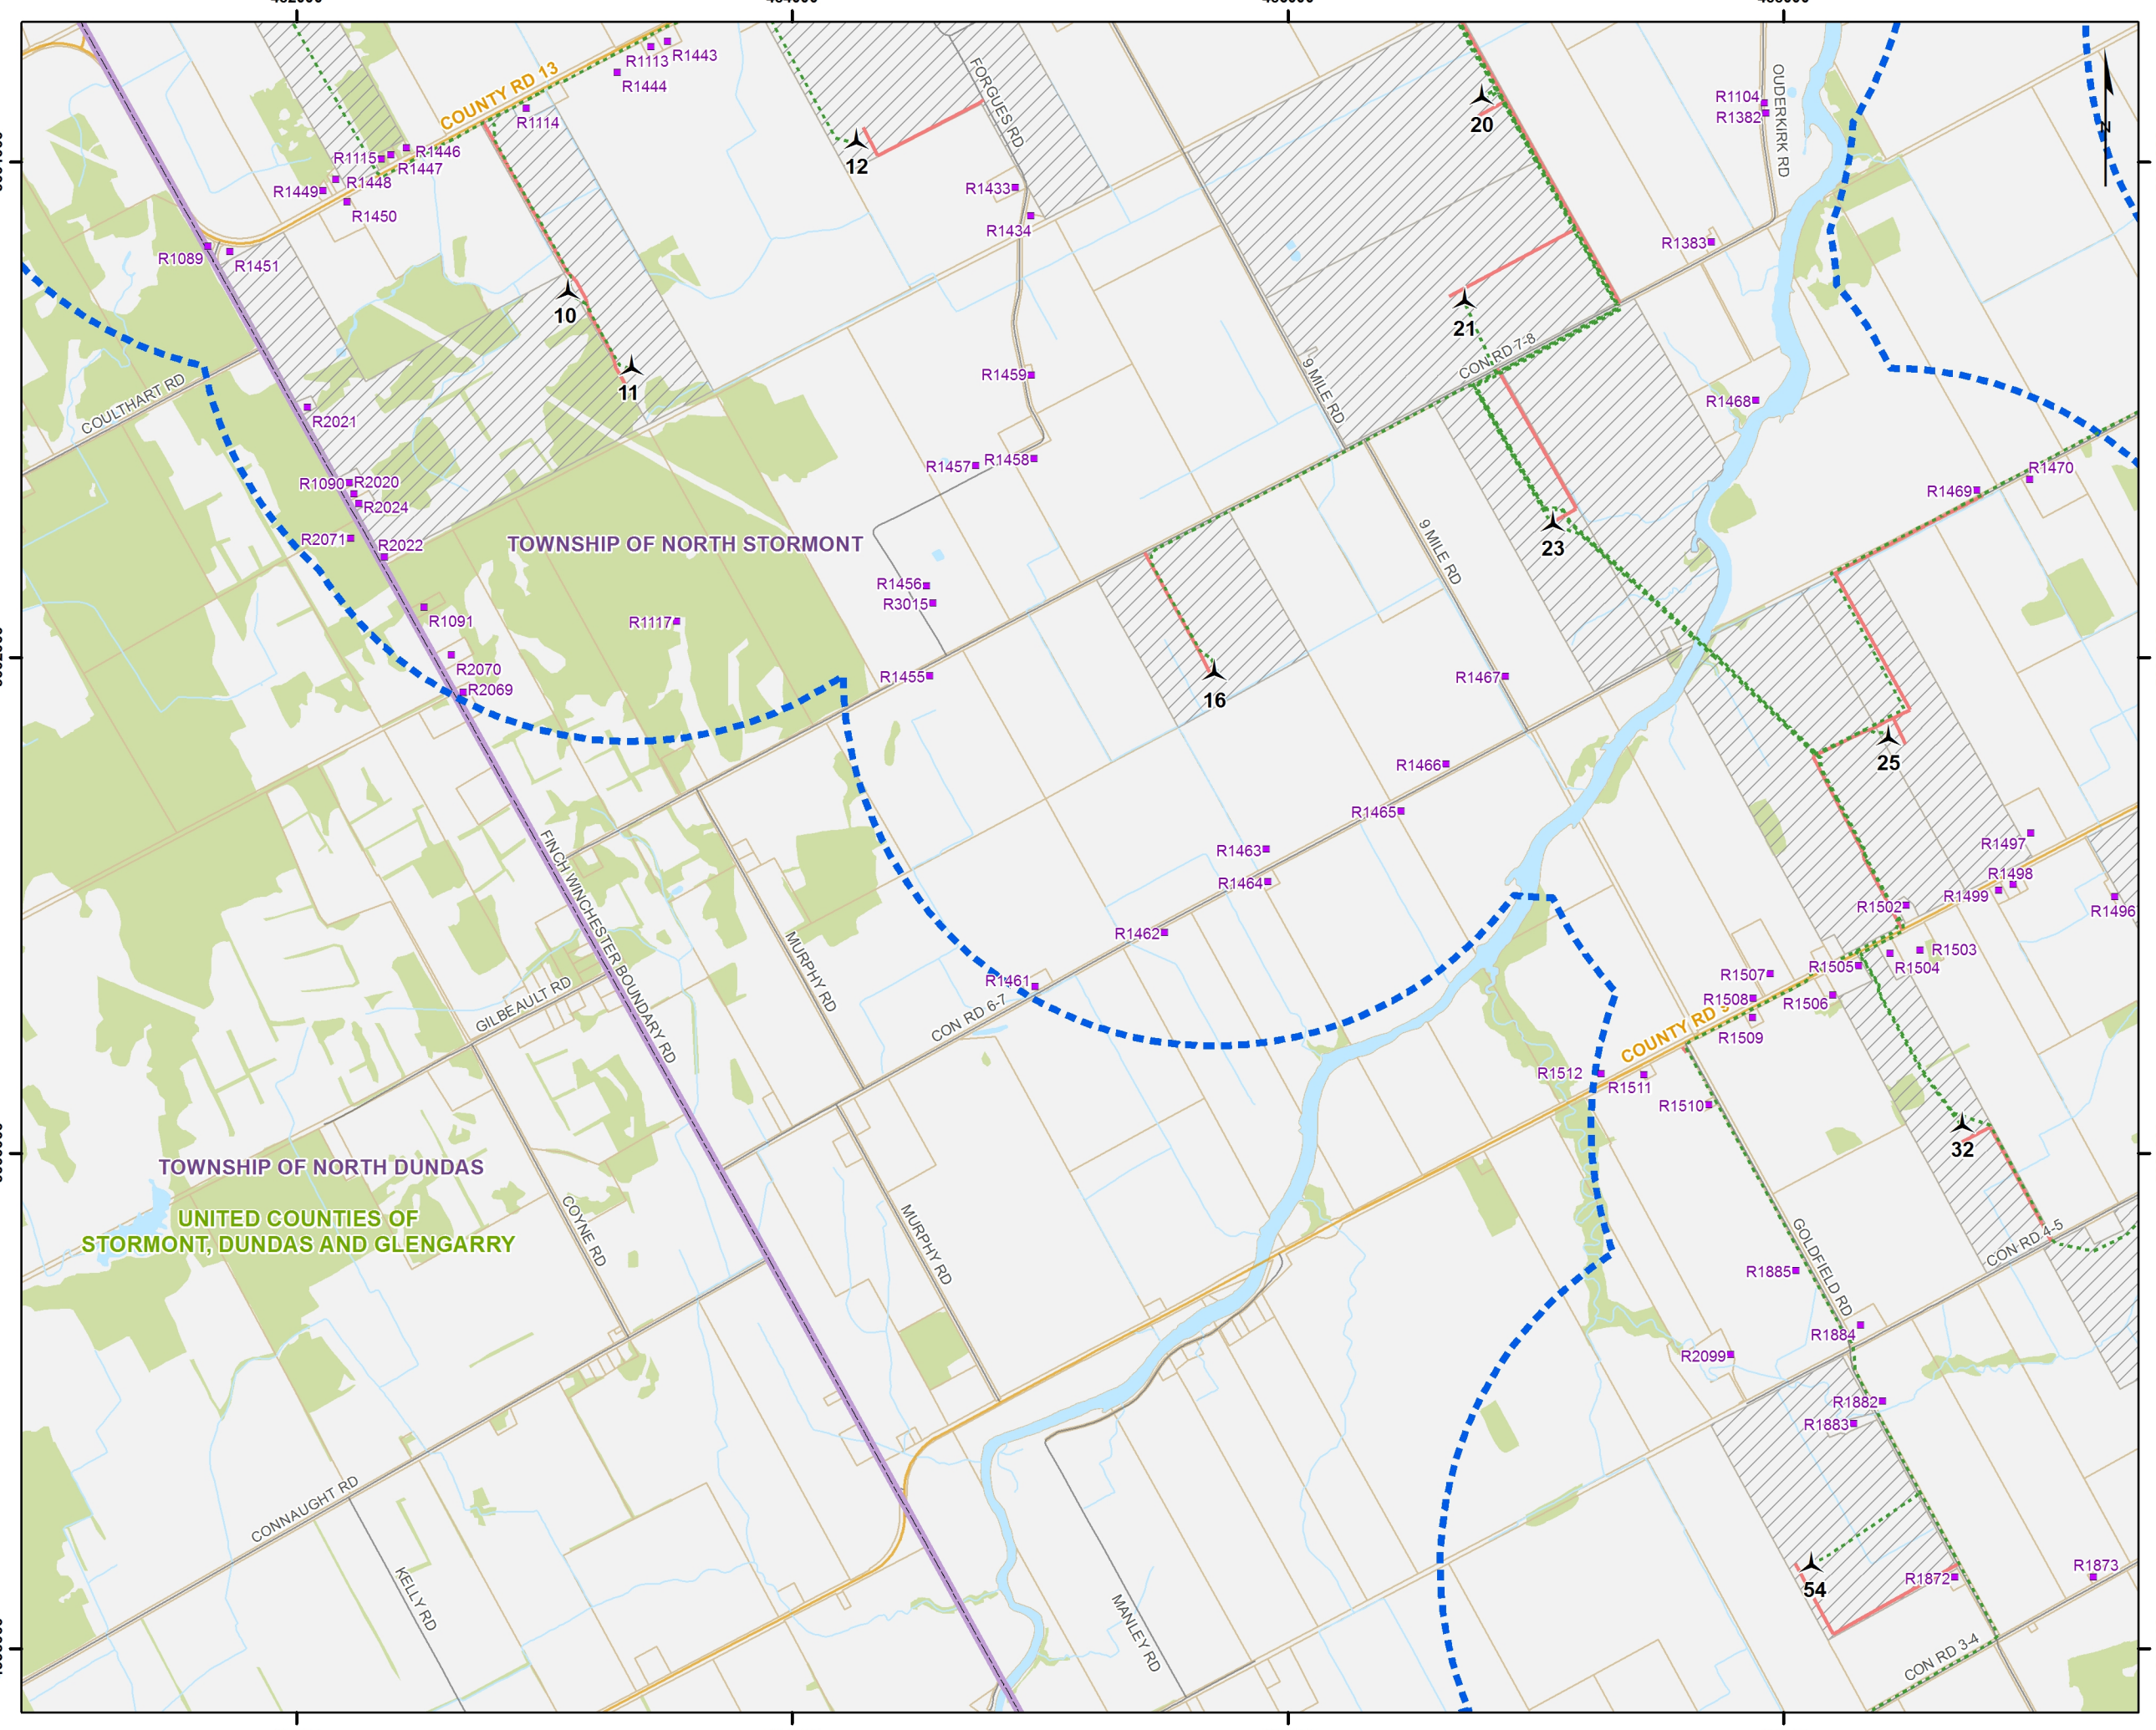 COUNTY RD 13
R1113
R1443
R1444
R1114
FORGUES RD
20
OUDERKIRK RD
R1104
R1382
N
12
R1115
R1446
R1447
R1448
R1449
R1450
R1433
R1434
R1089
R1451
R1383
10
21
CON RD 7-8
9 MILE RD
COULTHART RD
11
R1459
R1468
R2021
R1457
R1458
R1470
R1469
R1090
R2020
R2024
R2071
R2022
TOWNSHIP OF NORTH STORMONT
23
9 MILE RD
R1456
R3015
R1091
R1117
R2070
R2069
R1455
16
R1467
25
R1466
R1465
R1463
R1464
R1497
R1498
R1499
R1496
R1502
FINCH WINCHESTER BOUNDARY RD
MURPHY RD
R1462
R1461
CON RD 6-7
GILBEAULT RD
R1503
R1504
R1505
R1506
R1507
R1508
R1509
COUNTY RD 9
R1512
R1511
R1510
32
TOWNSHIP OF NORTH DUNDAS
UNITED COUNTIES OF
STORMONT, DUNDAS AND GLENGARRY
COYNE RD
MURPHY RD
GOLDFIELD RD
CON RD 4-5
R1885
R1884
R2099
R1882
R1883
CONNAUGHT RD
KELLY RD
MANLEY RD
54
R1872
R1873
CON RD 3-4